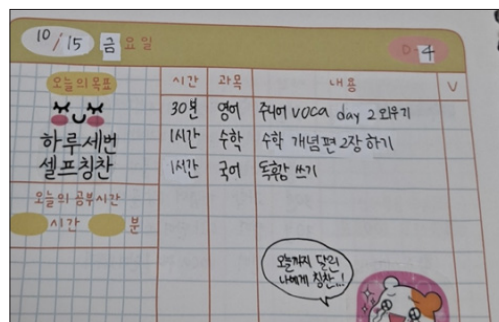 10/15 금요일
D-4
오늘의 목표
하루세번
셀프칭찬
오늘의 공부시간
시간 분
시간 과목 내용 V
30분 영어 주니어 voca day 2 외우기
1시간 수학 수학 개념편 2장 하기
1시간 국어 독후감 쓰기
오늘까지 달린
나에게 칭찬..!